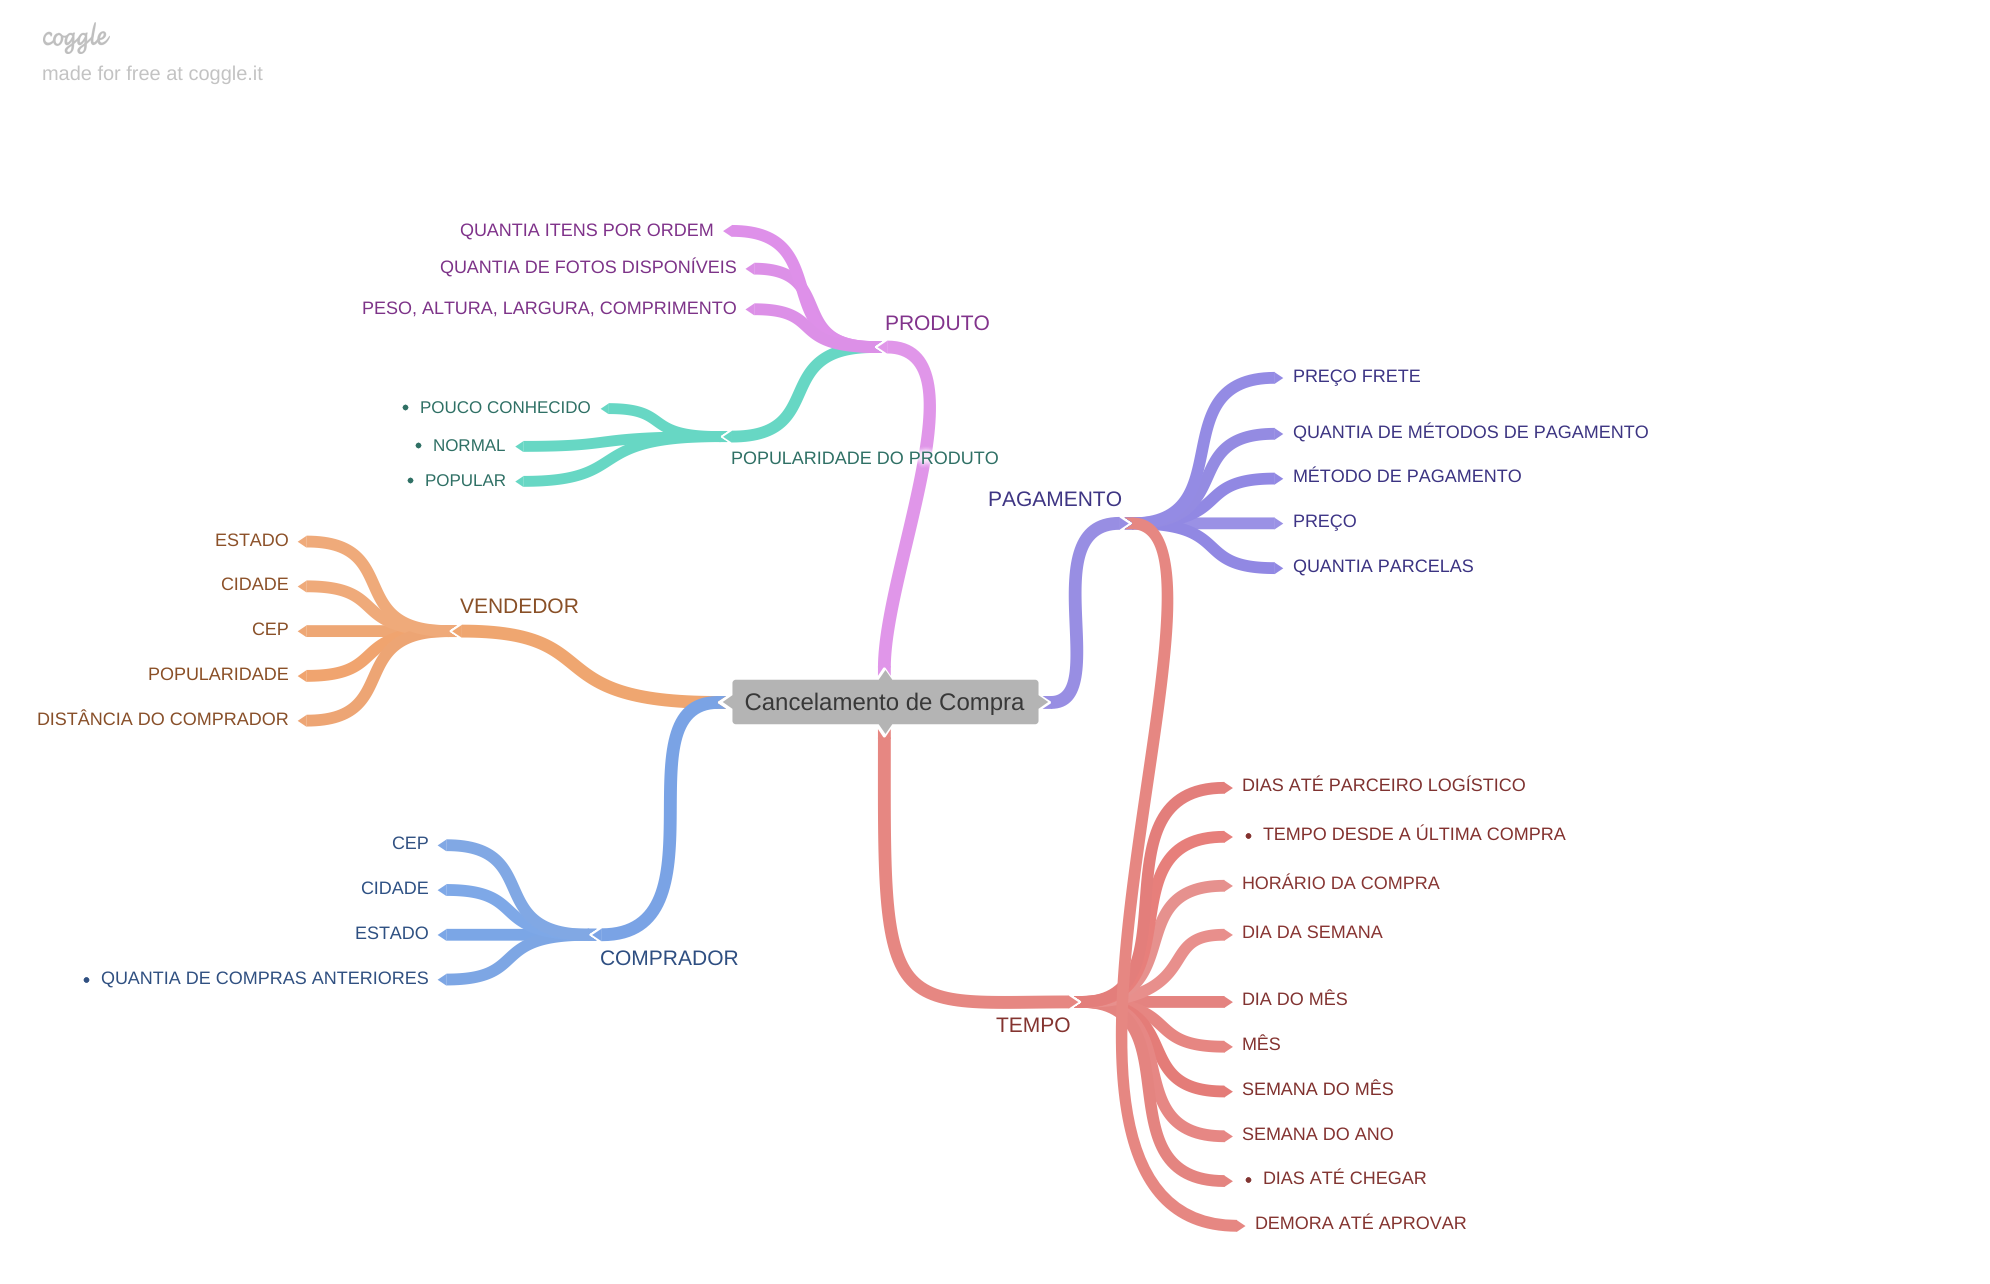 coggle
made for free at coggle.it
QUANTIA ITENS POR ORDEM
QUANTIA DE FOTOS DISPONÍVEIS
PESO, ALTURA, LARGURA, COMPRIMENTO
PRODUTO
• POUCO CONHECIDO
• NORMAL
• POPULAR
POPULARIDADE DO PRODUTO
PREÇO FRETE
QUANTIA DE MÉTODOS DE PAGAMENTO
MÉTODO DE PAGAMENTO
PREÇO
QUANTIA PARCELAS
PAGAMENTO
ESTADO
CIDADE
CEP
POPULARIDADE
DISTÂNCIA DO COMPRADOR
VENDEDOR
Cancelamento de Compra
CEP
CIDADE
ESTADO
• QUANTIA DE COMPRAS ANTERIORES
COMPRADOR
TEMPO
DIAS ATÉ PARCEIRO LOGÍSTICO
• TEMPO DESDE A ÚLTIMA COMPRA
HORÁRIO DA COMPRA
DIA DA SEMANA
DIA DO MÊS
MÊS
SEMANA DO MÊS
SEMANA DO ANO
• DIAS ATÉ CHEGAR
DEMORA ATÉ APROVAR